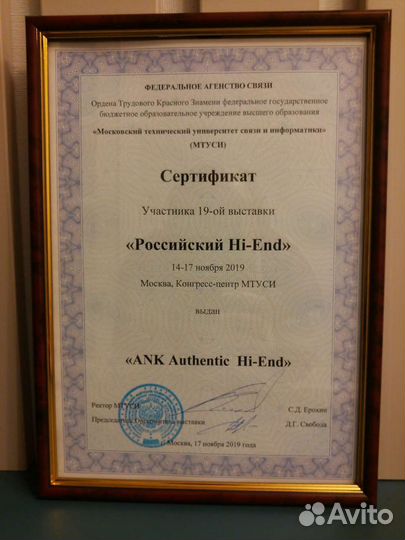 ФЕДЕРАЛЬНОЕ АГЕНСТВО СВЯЗИ
Ордена Трудового Красного Знамени федеральное государственное
бюджетное образовательное учреждение высшего образования
«Московский технический университет связи и информатики»
(МТУСИ)
Сертификат
Участника 19-ой выставки
«Российский Hi-End»
14-17 ноября 2019
Москва, Конгресс-центр МТУСИ
выдан
«ANK Authentic Hi-End»
Ректор МТУСИ
С.Д. Ерохин
Председатель выставки
Д.Г. Свобода
г. Москва, 17 ноября 2019 года
Avito